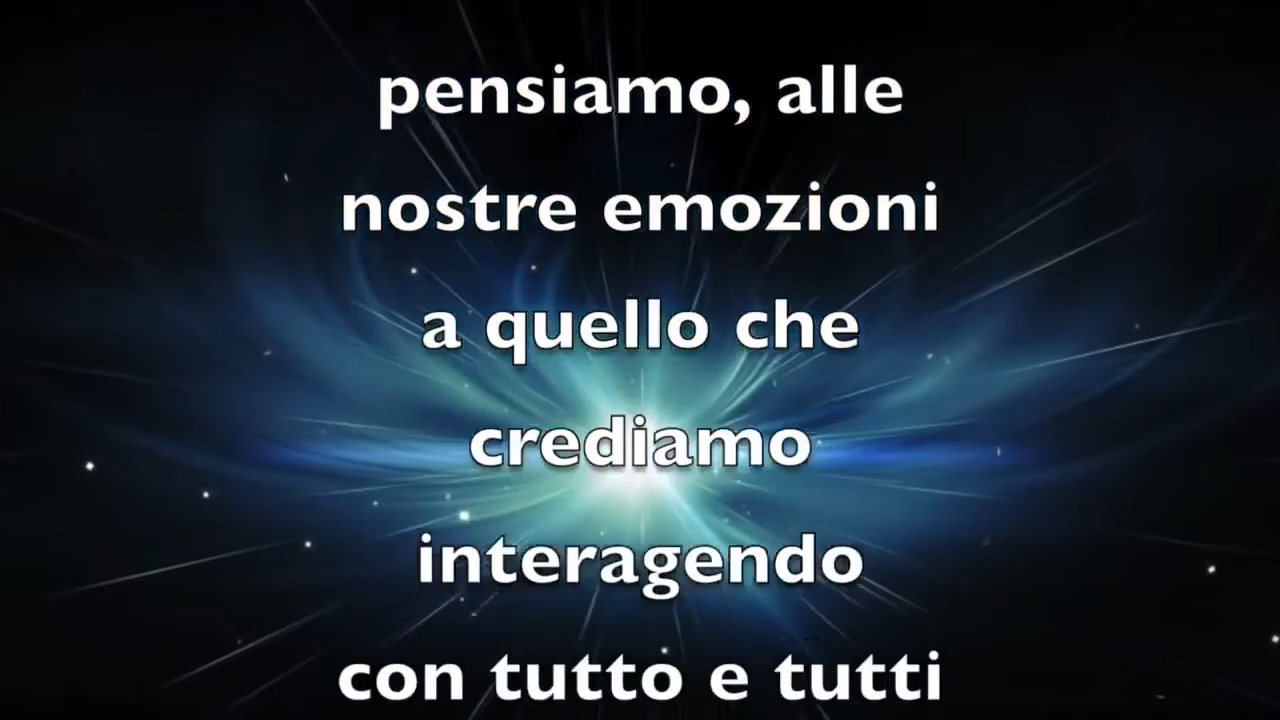 pensiamo, alle
nostre emozioni
a quello che
crediamo
interagendo
con tutto e tutti